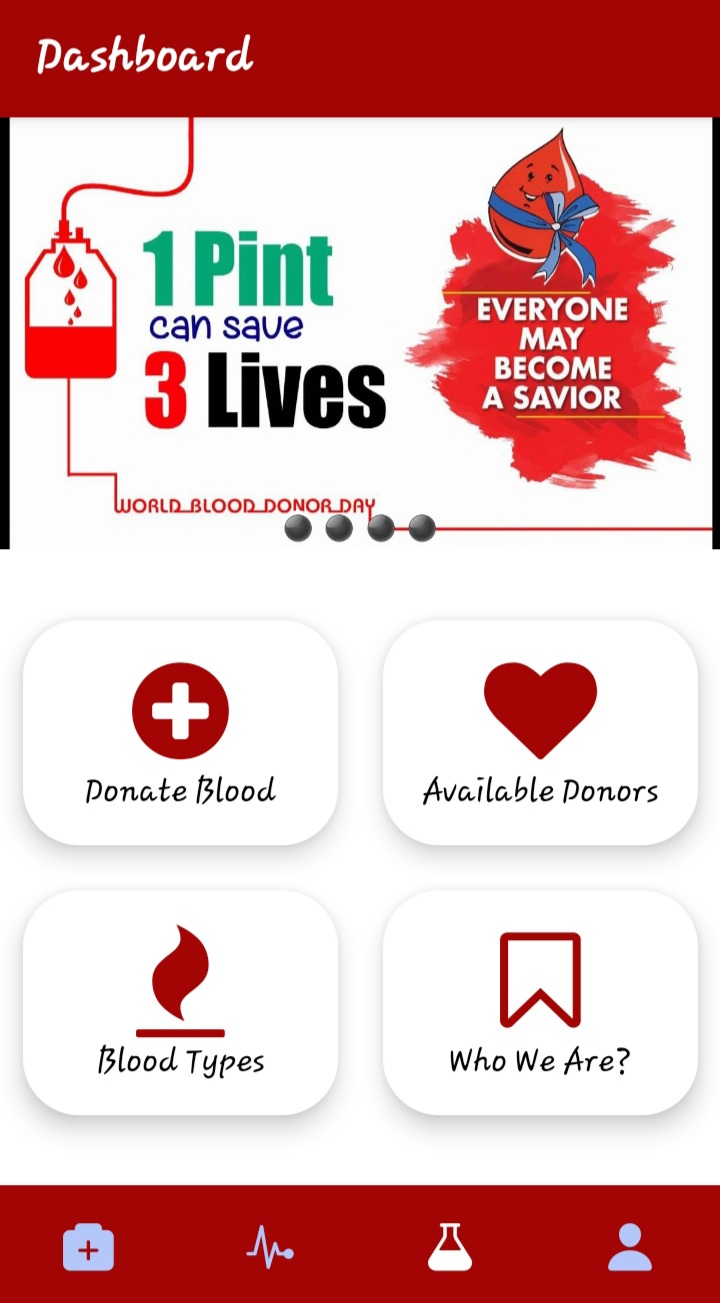 Dashboard
1 Pint
can save
3 Lives
WORLD BLOOD DONOR DAY
EVERYONE
MAY
BECOME
A SAVIOR
Donate Blood
Available Donors
Blood Types
Who We Are?